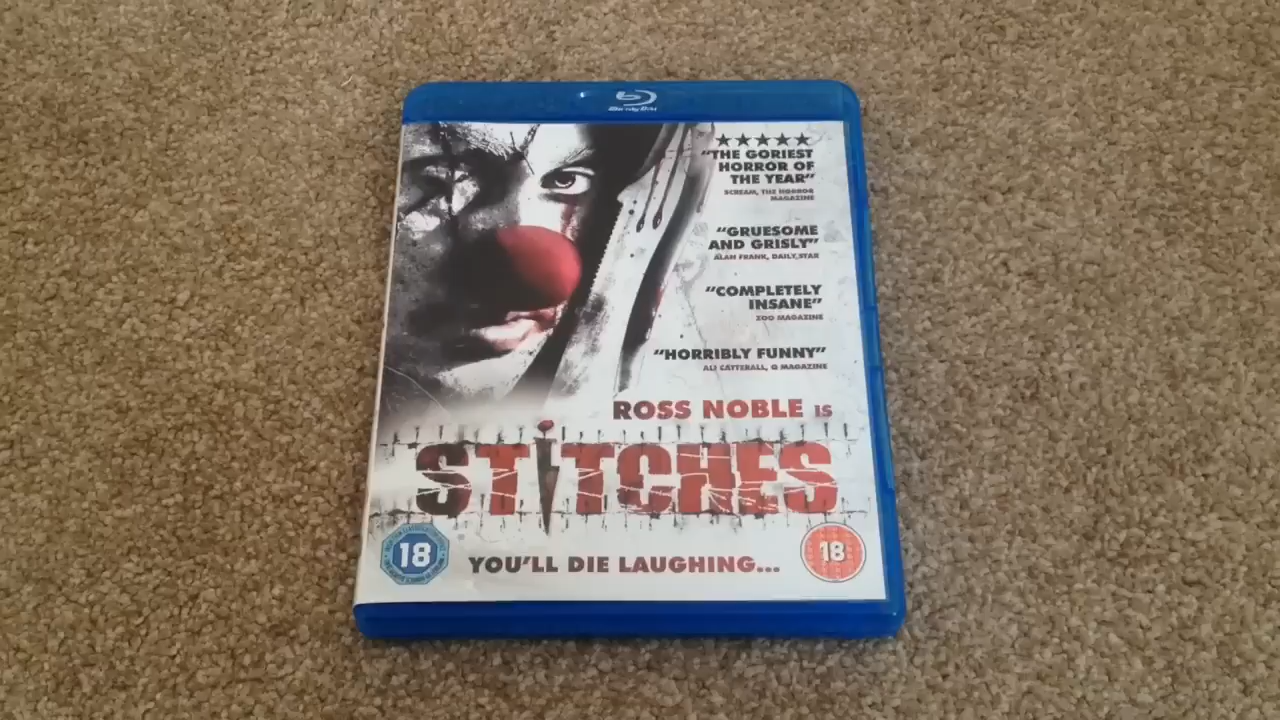 Blu-ray Disc
"THE GORIEST
HORROR OF
THE YEAR"
SCREAM, THE HORROR
MAGAZINE
"GRUESOME
AND GRISLY"
ALAN FRANK, DAILY STAR
"COMPLETELY
INSANE"
ZOO MAGAZINE
"HORRIBLY FUNNY"
ALI CATTERALL, Q MAGAZINE
ROSS NOBLE IS
STITCHES
18
YOU'LL DIE LAUGHING...
18